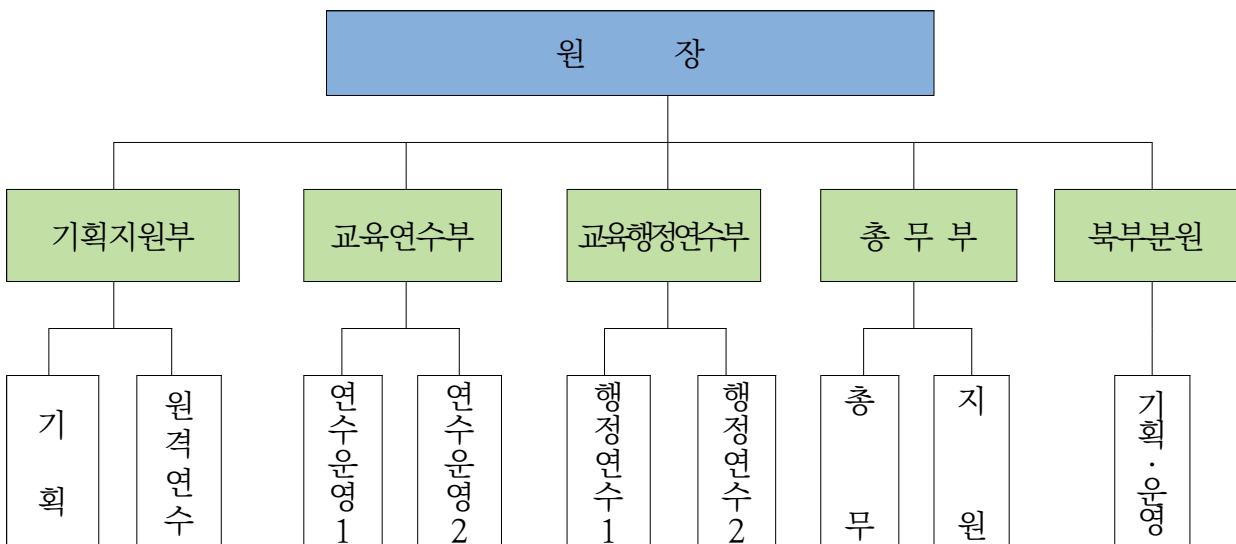 원 장
기획지원부
교육연수부
교육행정연수부
총 무 부
북부분원
기 획
원격연수
연수운영1
연수운영2
행정연수1
행정연수2
총 무
지 원
기획·운영